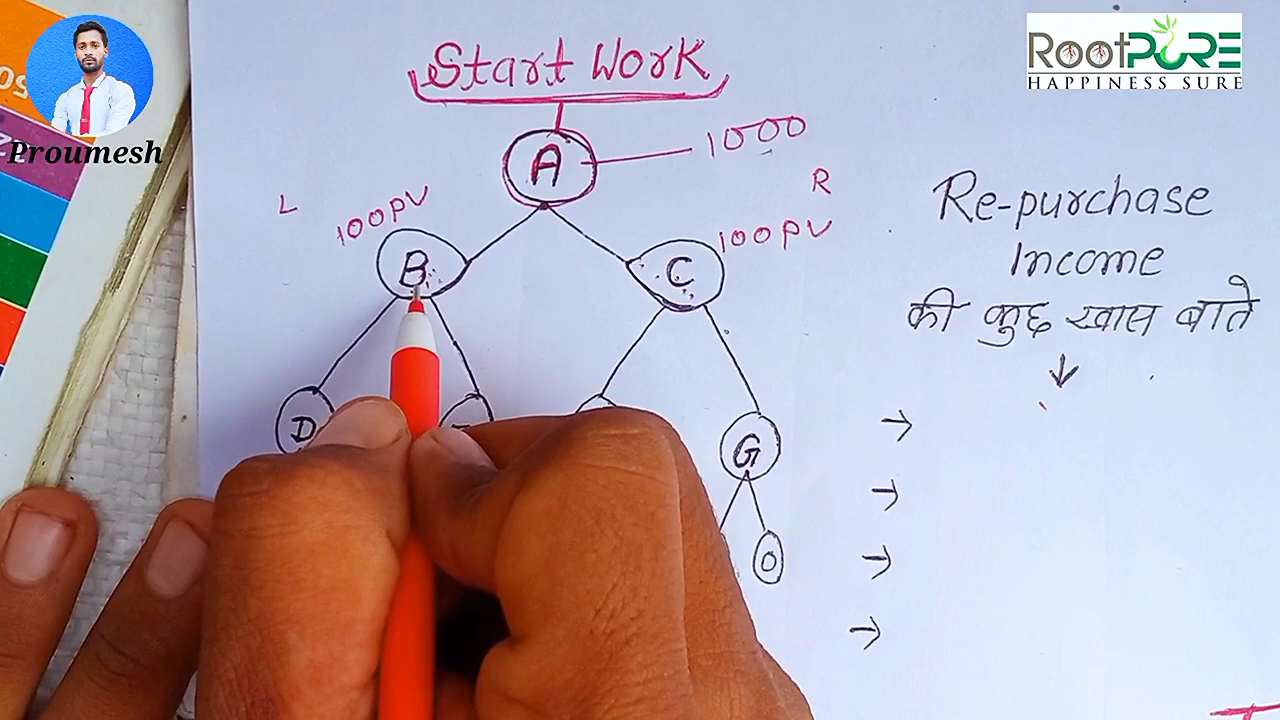 Start Work
A
1000
L
R
100PV
100PV
B
C
D
G
O
Re-purchase
Income
की कुछ खास बाते
Proumesh
ROOTPURE
HAPPINESS SURE